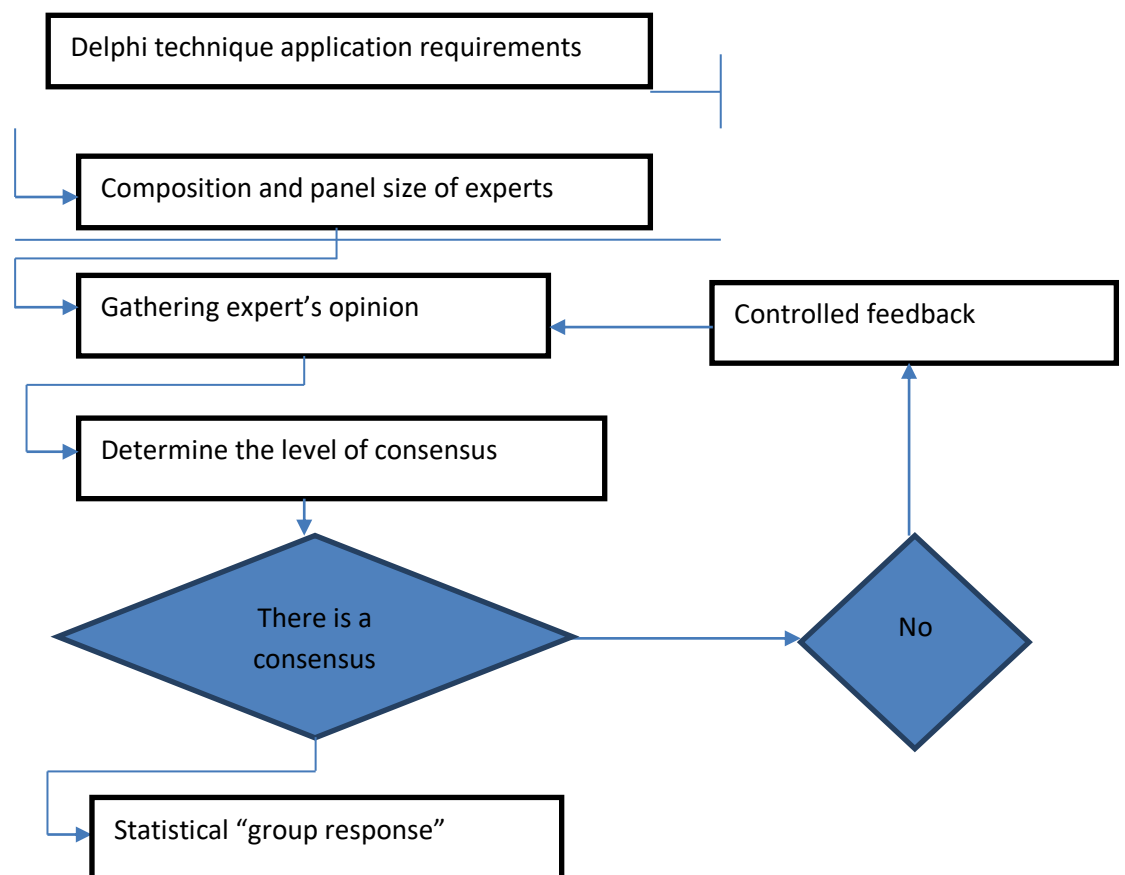 Delphi technique application requirements
Composition and panel size of experts
Gathering expert’s opinion
Controlled feedback
Determine the level of consensus
There is a
consensus
No
Statistical “group response”